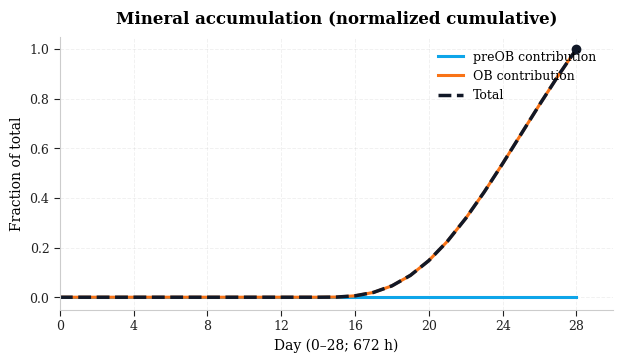 Mineral accumulation (normalized cumulative)
1.0
0.8
0.6
0.4
0.2
0.0
Fraction of total
preOB contribution
OB contribution
Total
0 4 8 12 16 20 24 28
Day (0–28; 672 h)